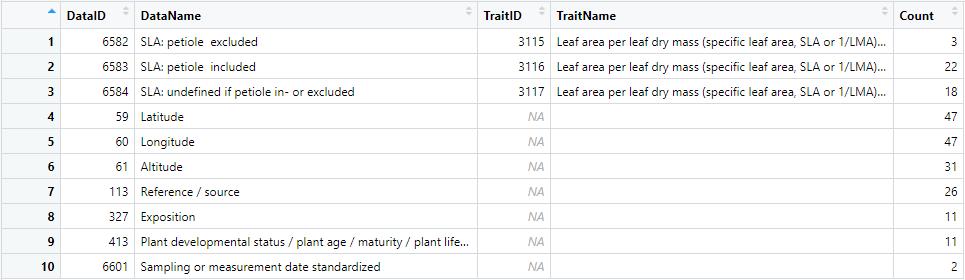 DataID DataName TraitID TraitName Count
1 6582 SLA: petiole excluded 3115 Leaf area per leaf dry mass (specific leaf area, SLA or 1/LMA)... 3
2 6583 SLA: petiole included 3116 Leaf area per leaf dry mass (specific leaf area, SLA or 1/LMA)... 22
3 6584 SLA: undefined if petiole in- or excluded 3117 Leaf area per leaf dry mass (specific leaf area, SLA or 1/LMA)... 18
4 59 Latitude NA 47
5 60 Longitude NA 47
6 61 Altitude NA 31
7 113 Reference / source NA 26
8 327 Exposition NA 11
9 413 Plant developmental status / plant age / maturity / plant life... NA 11
10 6601 Sampling or measurement date standardized NA 2